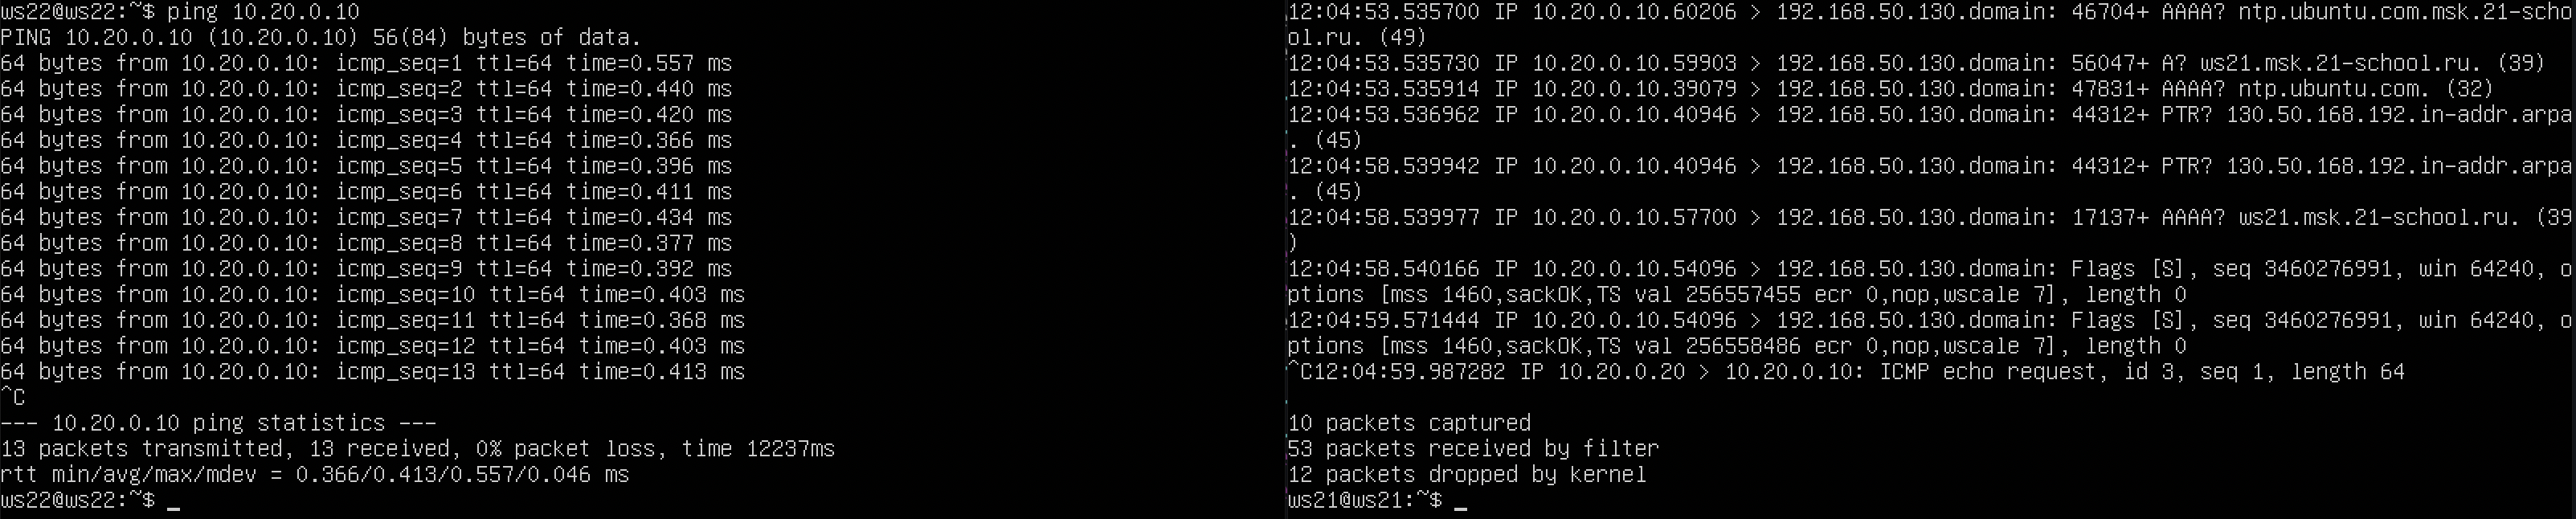 ws22@ws22:~$ ping 10.20.0.10
PING 10.20.0.10 (10.20.0.10) 56(84) bytes of data.
64 bytes from 10.20.0.10: icmp_seq=1 ttl=64 time=0.557 ms
64 bytes from 10.20.0.10: icmp_seq=2 ttl=64 time=0.440 ms
64 bytes from 10.20.0.10: icmp_seq=3 ttl=64 time=0.420 ms
64 bytes from 10.20.0.10: icmp_seq=4 ttl=64 time=0.366 ms
64 bytes from 10.20.0.10: icmp_seq=5 ttl=64 time=0.396 ms
64 bytes from 10.20.0.10: icmp_seq=6 ttl=64 time=0.411 ms
64 bytes from 10.20.0.10: icmp_seq=7 ttl=64 time=0.434 ms
64 bytes from 10.20.0.10: icmp_seq=8 ttl=64 time=0.377 ms
64 bytes from 10.20.0.10: icmp_seq=9 ttl=64 time=0.392 ms
64 bytes from 10.20.0.10: icmp_seq=10 ttl=64 time=0.403 ms
64 bytes from 10.20.0.10: icmp_seq=11 ttl=64 time=0.368 ms
64 bytes from 10.20.0.10: icmp_seq=12 ttl=64 time=0.403 ms
64 bytes from 10.20.0.10: icmp_seq=13 ttl=64 time=0.413 ms
^C
--- 10.20.0.10 ping statistics ---
13 packets transmitted, 13 received, 0% packet loss, time 12237ms
rtt min/avg/max/mdev = 0.366/0.413/0.557/0.046 ms
ws22@ws22:~$ _
12:04:53.535700 IP 10.20.0.10.60206 > 192.168.50.130.domain: 46704+ AAAA? ntp.ubuntu.com.msk.21-scho
ol.ru. (49)
12:04:53.535730 IP 10.20.0.10.59903 > 192.168.50.130.domain: 56047+ A? ws21.msk.21-school.ru. (39)
12:04:53.535914 IP 10.20.0.10.39079 > 192.168.50.130.domain: 47831+ AAAA? ntp.ubuntu.com. (32)
12:04:53.536962 IP 10.20.0.10.40946 > 192.168.50.130.domain: 44312+ PTR? 130.50.168.192.in-addr.arpa
. (45)
12:04:58.539942 IP 10.20.0.10.40946 > 192.168.50.130.domain: 44312+ PTR? 130.50.168.192.in-addr.arpa
. (45)
12:04:58.539977 IP 10.20.0.10.57700 > 192.168.50.130.domain: 17137+ AAAA? ws21.msk.21-school.ru. (39
)
12:04:58.540166 IP 10.20.0.10.54096 > 192.168.50.130.domain: Flags [S], seq 3460276991, win 64240, o
ptions [mss 1460,sackOK,TS val 256557455 ecr 0,nop,wscale 7], length 0
12:04:59.571444 IP 10.20.0.10.54096 > 192.168.50.130.domain: Flags [S], seq 3460276991, win 64240, o
ptions [mss 1460,sackOK,TS val 256558486 ecr 0,nop,wscale 7], length 0
^C12:04:59.987282 IP 10.20.0.20 > 10.20.0.10: ICMP echo request, id 3, seq 1, length 64
10 packets captured
53 packets received by filter
12 packets dropped by kernel
ws21@ws21:~$ _